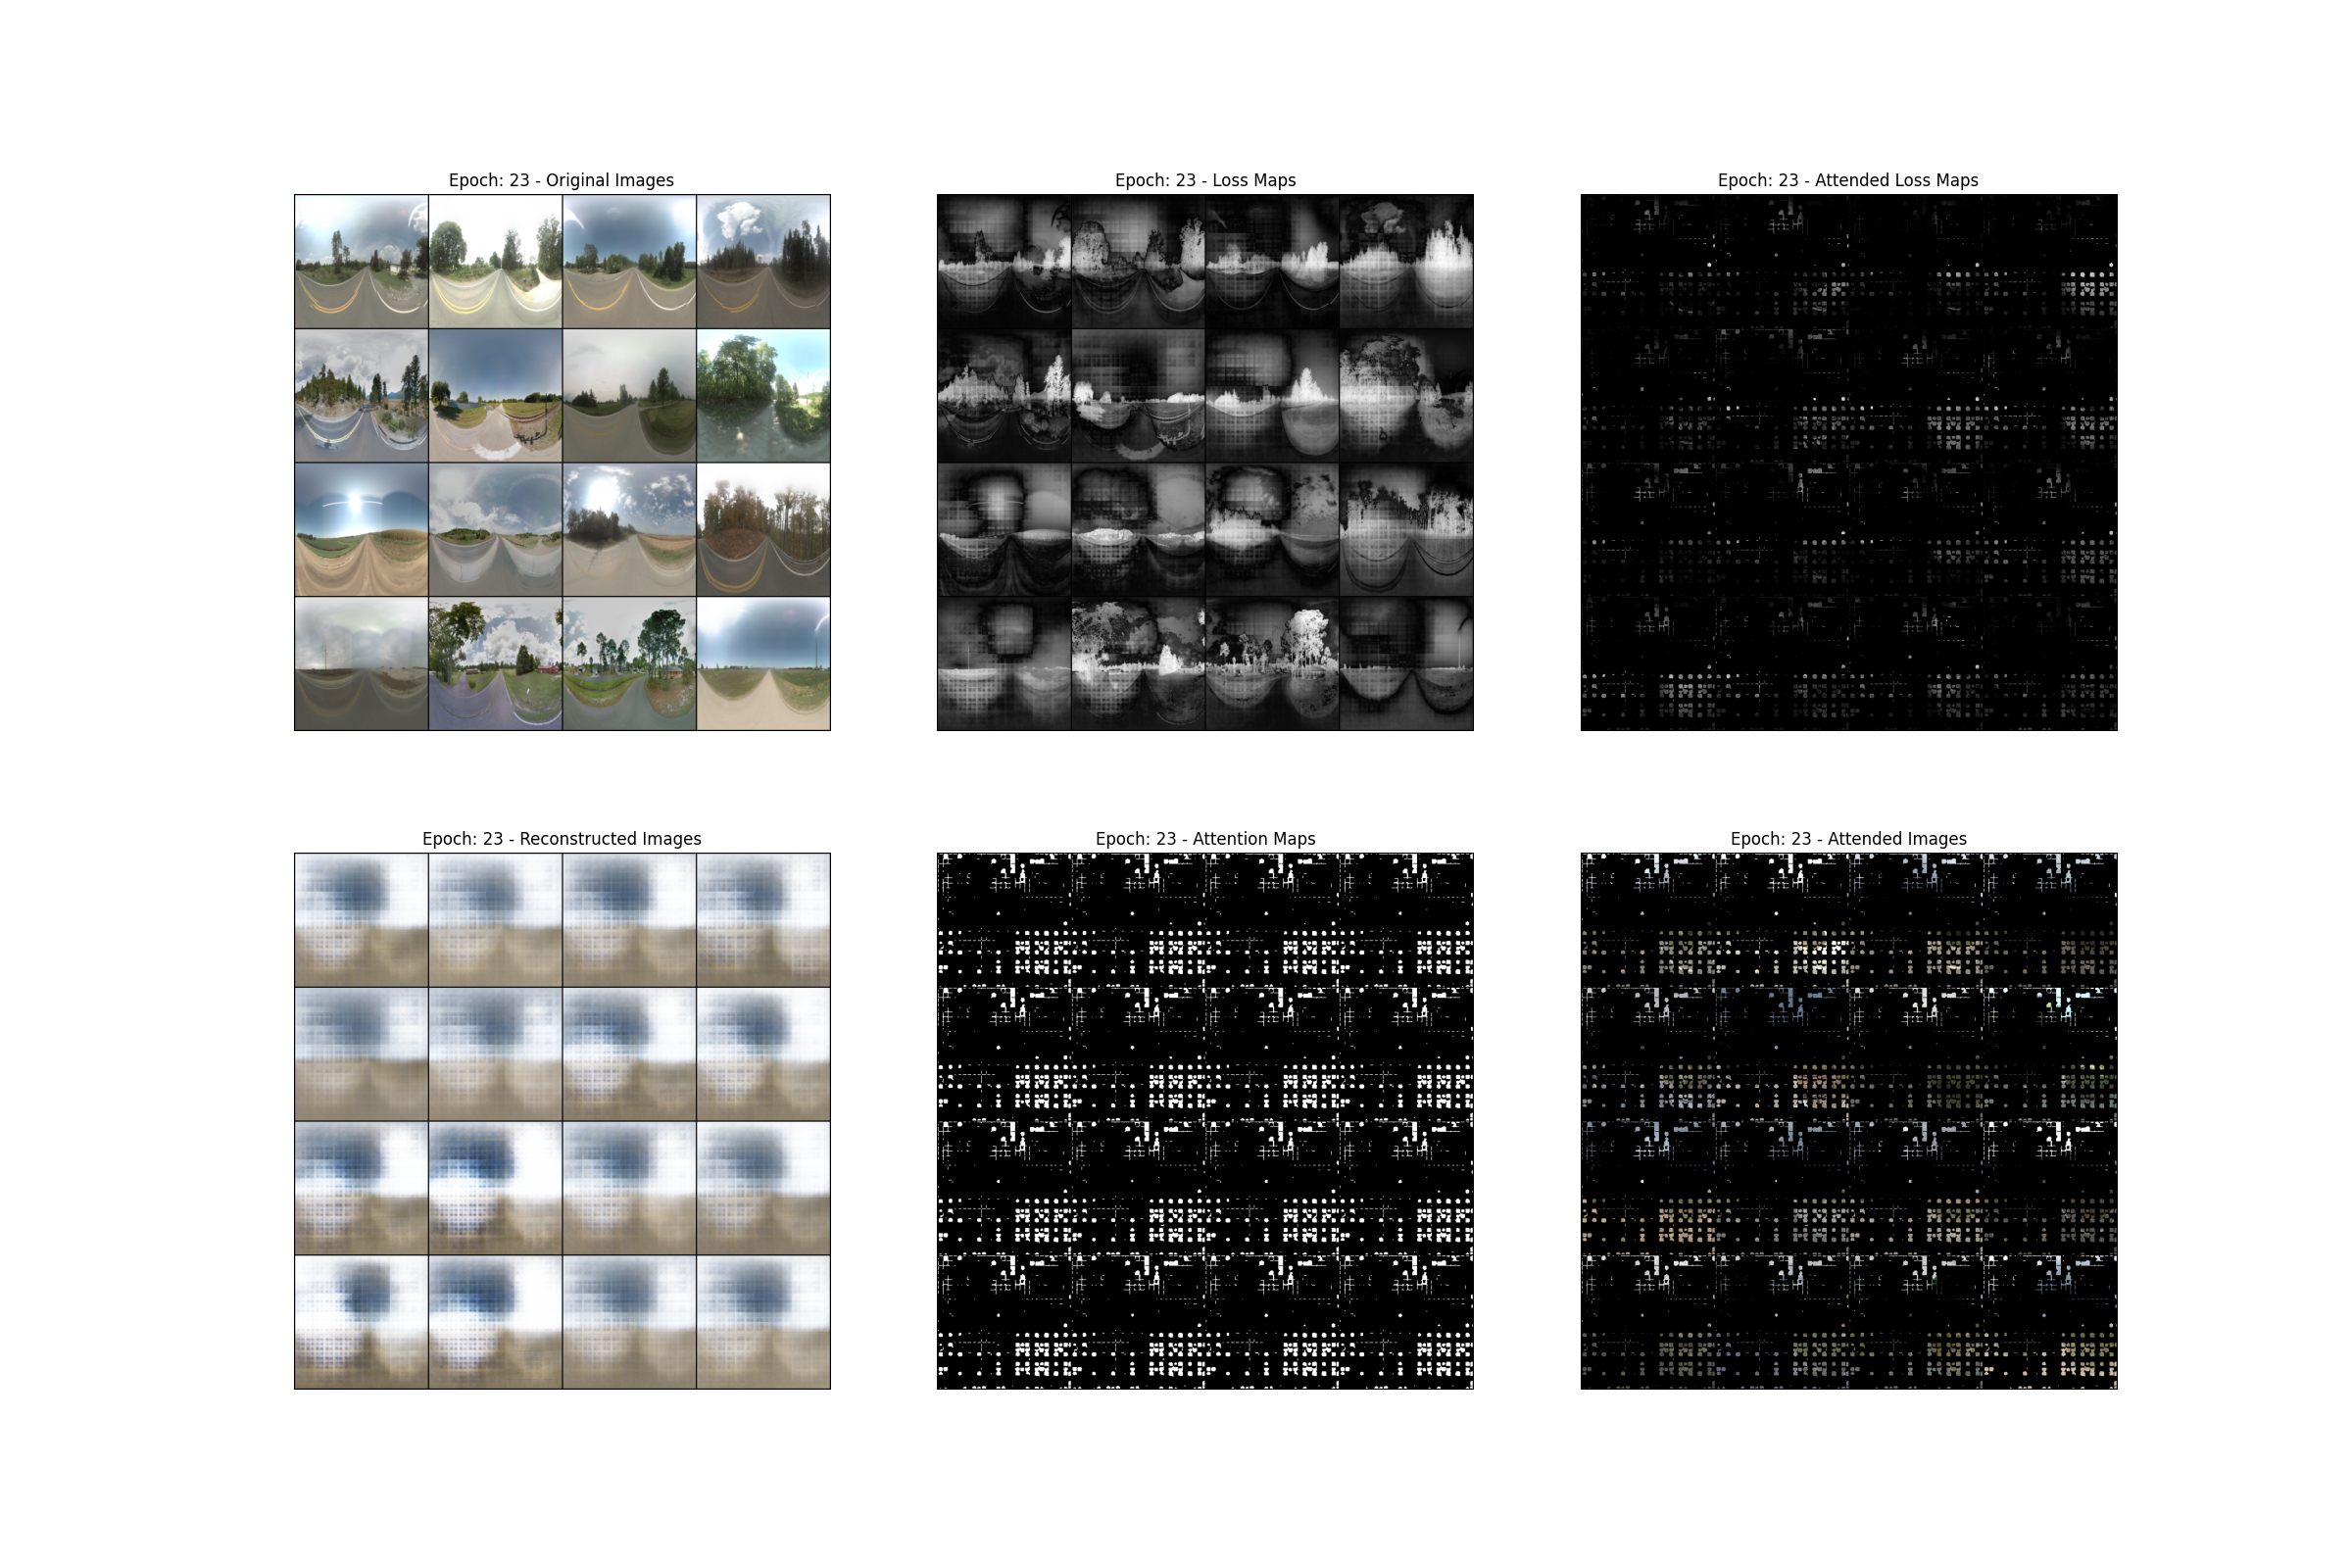 Epoch: 23 - Original Images
Epoch: 23 - Loss Maps
Epoch: 23 - Attended Loss Maps
Epoch: 23 - Reconstructed Images
Epoch: 23 - Attention Maps
Epoch: 23 - Attended Images